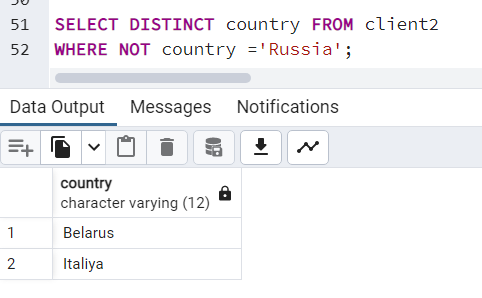 51 SELECT DISTINCT country FROM client2
52 WHERE NOT country ='Russia';
Data Output Messages Notifications
country
character varying (12)
1 Belarus
2 Italiya